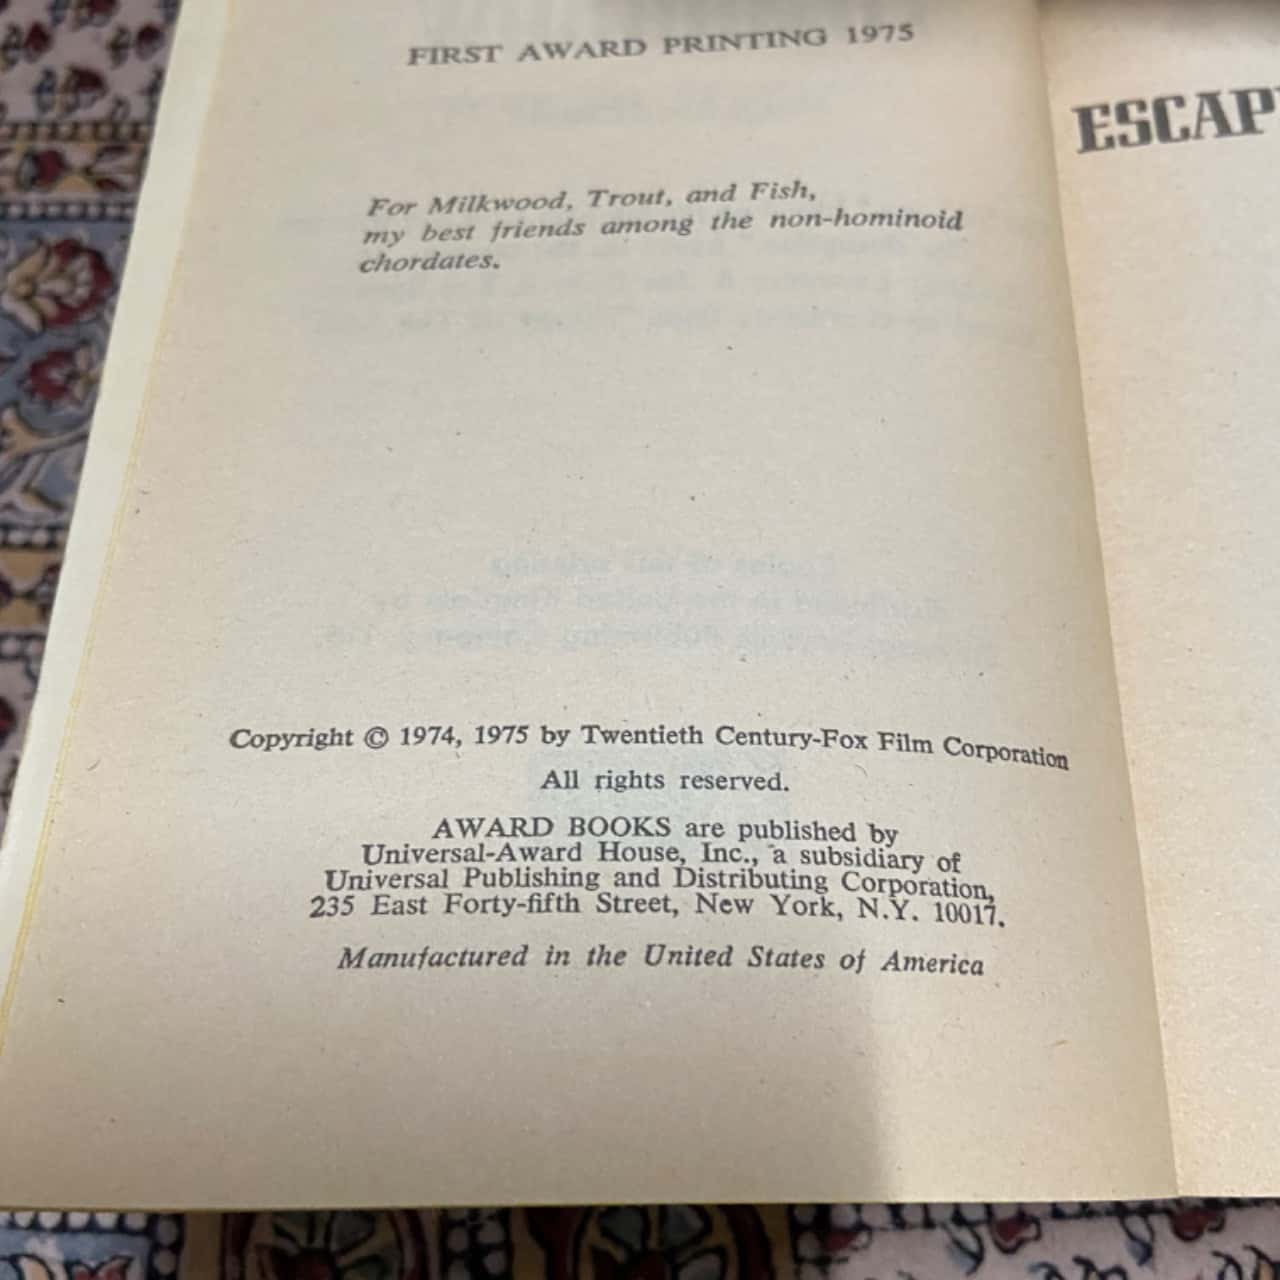 FIRST AWARD PRINTING 1975
For Milkwood, Trout, and Fish,
my best friends among the non-hominoid
chordates.
Copyright © 1974, 1975 by Twentieth Century-Fox Film Corporation
All rights reserved.
AWARD BOOKS are published by
Universal-Award House, Inc., a subsidiary of
Universal Publishing and Distributing Corporation,
235 East Forty-fifth Street, New York, N.Y. 10017.
Manufactured in the United States of America
ESCAP